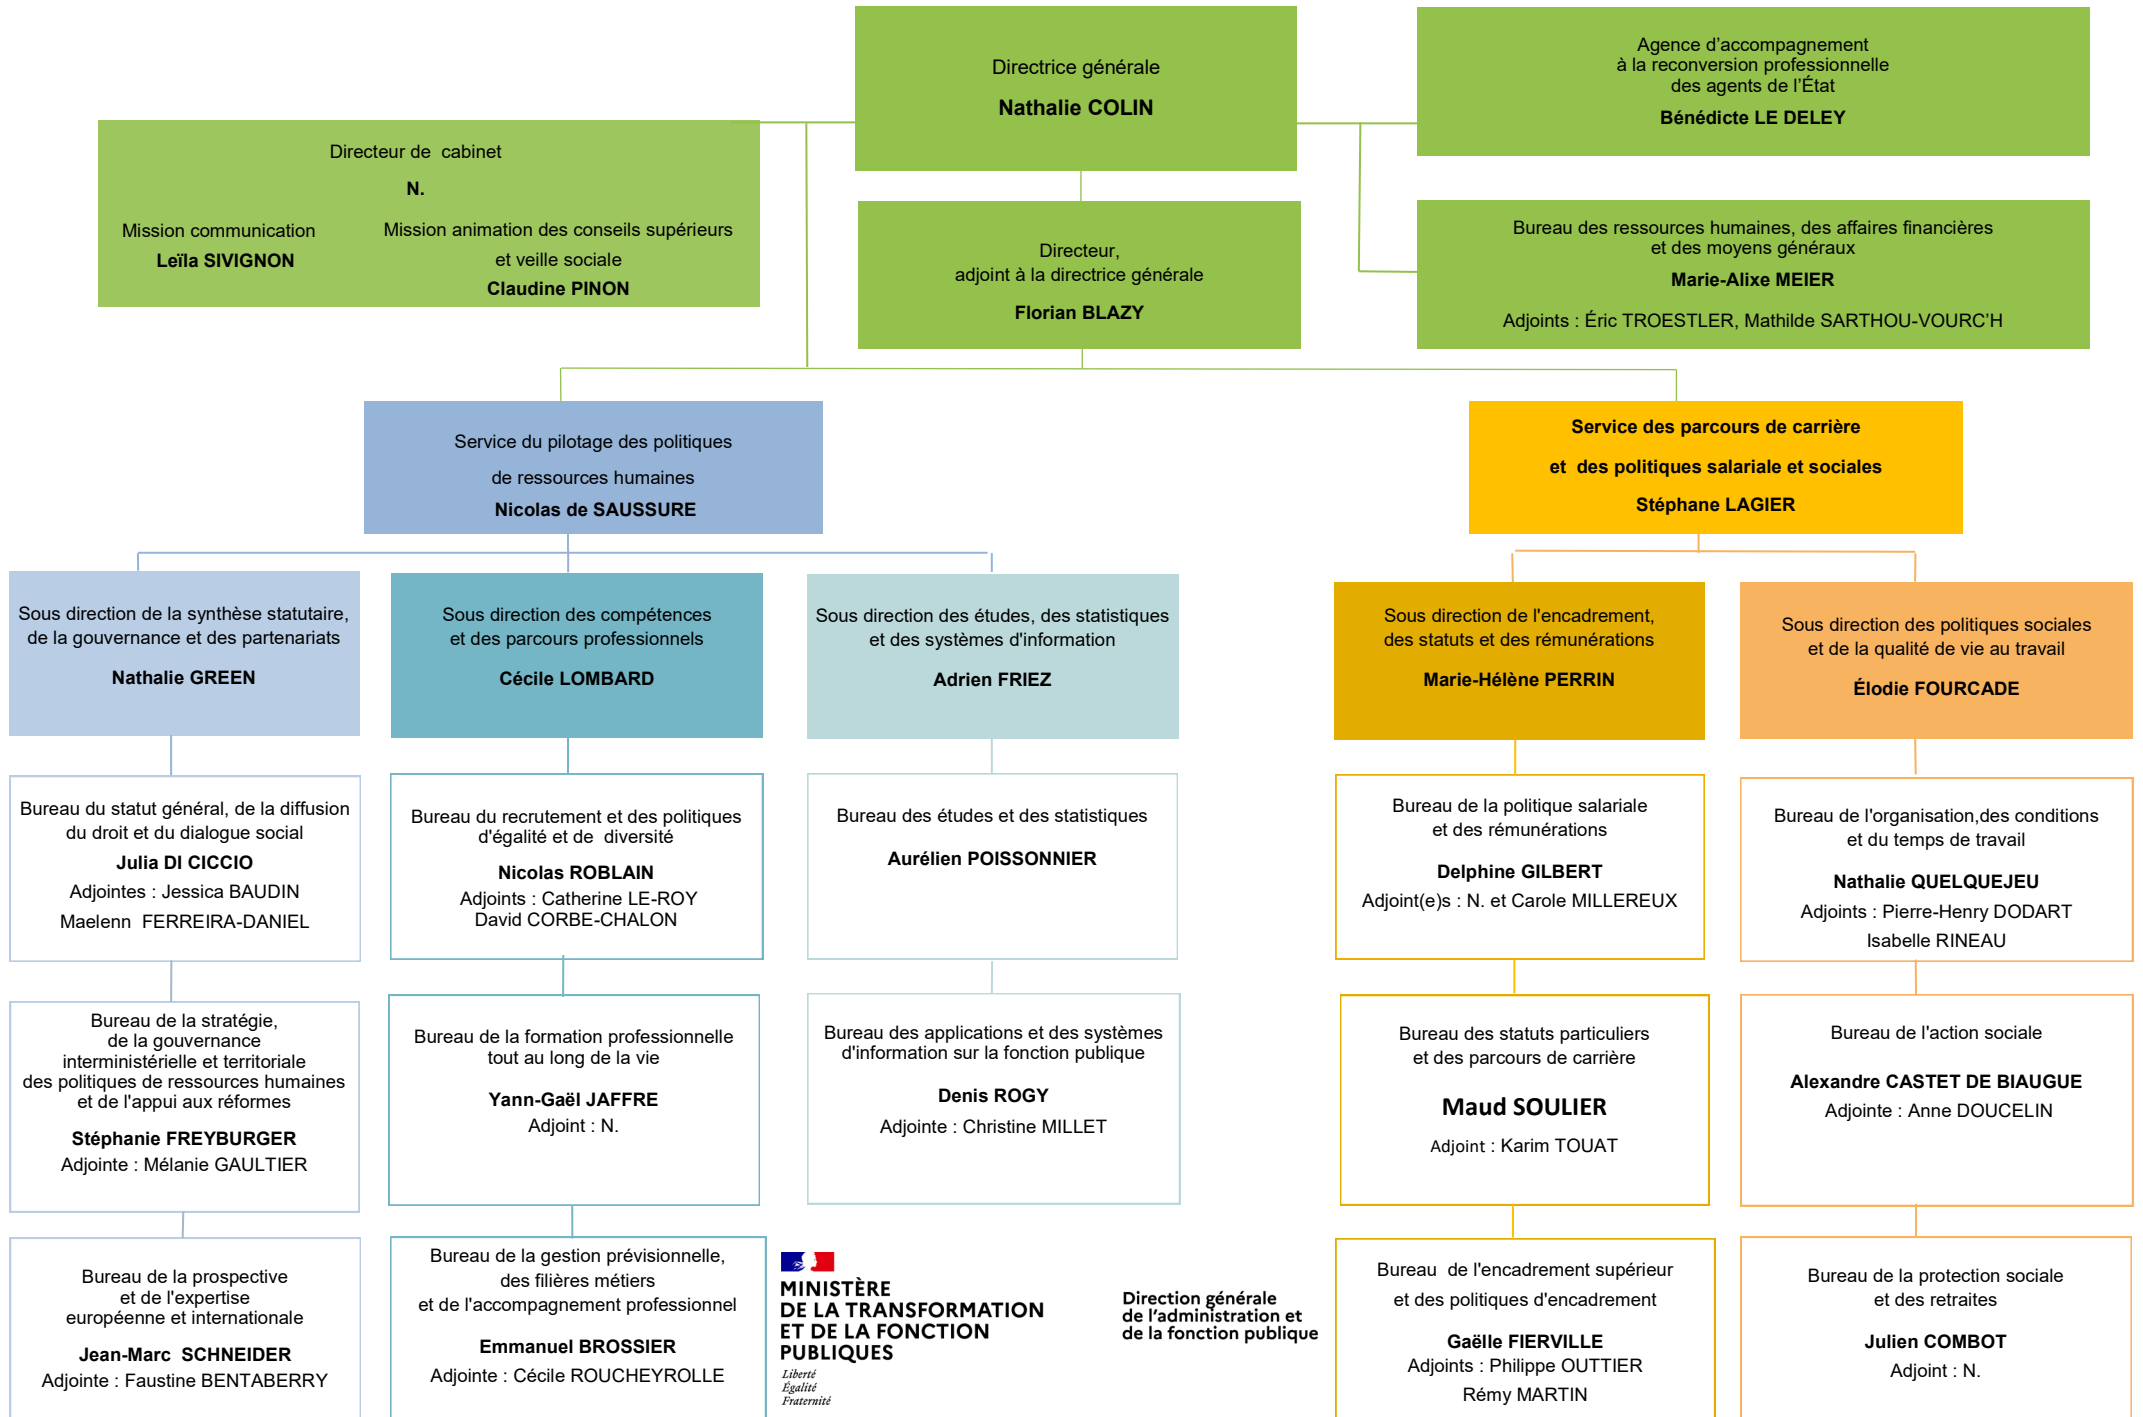 Directrice générale
Nathalie COLIN
Agence d’accompagnement
à la reconversion professionnelle
des agents de l’État
Bénédicte LE DELEY
Directeur de  cabinet
N.
Mission communication
Leïla SIVIGNON
Mission animation des conseils supérieurs
et veille sociale
Claudine PINON
Directeur,
adjoint à la directrice générale
Florian BLAZY
Bureau des ressources humaines, des affaires financières
et des moyens généraux
Marie-Alixe MEIER
Adjoints : Éric TROESTLER, Mathilde SARTHOU-VOURC’H
Service du pilotage des politiques
de ressources humaines
Nicolas de SAUSSURE
Service des parcours de carrière
et  des politiques salariale et sociales
Stéphane LAGIER
Sous direction de la synthèse statutaire,
de la gouvernance et des partenariats
Nathalie GREEN
Sous direction des compétences
et des parcours professionnels
Cécile LOMBARD
Sous direction des études, des statistiques
et des systèmes d'information
Adrien FRIEZ
Sous direction de l'encadrement,
des statuts et des rémunérations
Marie-Hélène PERRIN
Sous direction des politiques sociales
et de la qualité de vie au travail
Élodie FOURCADE
Bureau du statut général, de la diffusion
du droit et du dialogue social
Julia DI CICCIO
Adjointes : Jessica BAUDIN
Maelenn  FERREIRA-DANIEL
Bureau du recrutement et des politiques
d'égalité et de  diversité
Nicolas ROBLAIN
Adjoints : Catherine LE-ROY
David CORBE-CHALON
Bureau des études et des statistiques
Aurélien POISSONNIER
Bureau de la politique salariale
et des rémunérations
Delphine GILBERT
Adjoint(e)s : N. et Carole MILLEREUX
Bureau de l'organisation,des conditions
et du temps de travail
Nathalie QUELQUEJEU
Adjoints : Pierre-Henry DODART
Isabelle RINEAU
Bureau de la stratégie,
de la gouvernance
interministérielle et territoriale
des politiques de ressources humaines
et de l'appui aux réformes
Stéphanie FREYBURGER
Adjointe : Mélanie GAULTIER
Bureau de la formation professionnelle
tout au long de la vie
Yann-Gaël JAFFRE
Adjoint : N.
Bureau des applications et des systèmes
d'information sur la fonction publique
Denis ROGY
Adjointe : Christine MILLET
Bureau des statuts particuliers
et des parcours de carrière
Maud SOULIER
Adjoint : Karim TOUAT
Bureau de l'action sociale
Alexandre CASTET DE BIAUGUE
Adjointe : Anne DOUCELIN
Bureau de la prospective
et de l'expertise
européenne et internationale
Jean-Marc  SCHNEIDER
Adjointe : Faustine BENTABERRY
Bureau de la gestion prévisionnelle,
des filières métiers
et de l'accompagnement professionnel
Emmanuel BROSSIER
Adjointe : Cécile ROUCHEYROLLE
MINISTÈRE
DE LA TRANSFORMATION
ET DE LA FONCTION
PUBLIQUES
Liberté
Égalité
Fraternité
Direction générale
de l’administration et
de la fonction publique
Bureau  de l'encadrement supérieur
et des politiques d'encadrement
Gaëlle FIERVILLE
Adjoints : Philippe OUTTIER
Rémy MARTIN
Bureau de la protection sociale
et des retraites
Julien COMBOT
Adjoint : N.